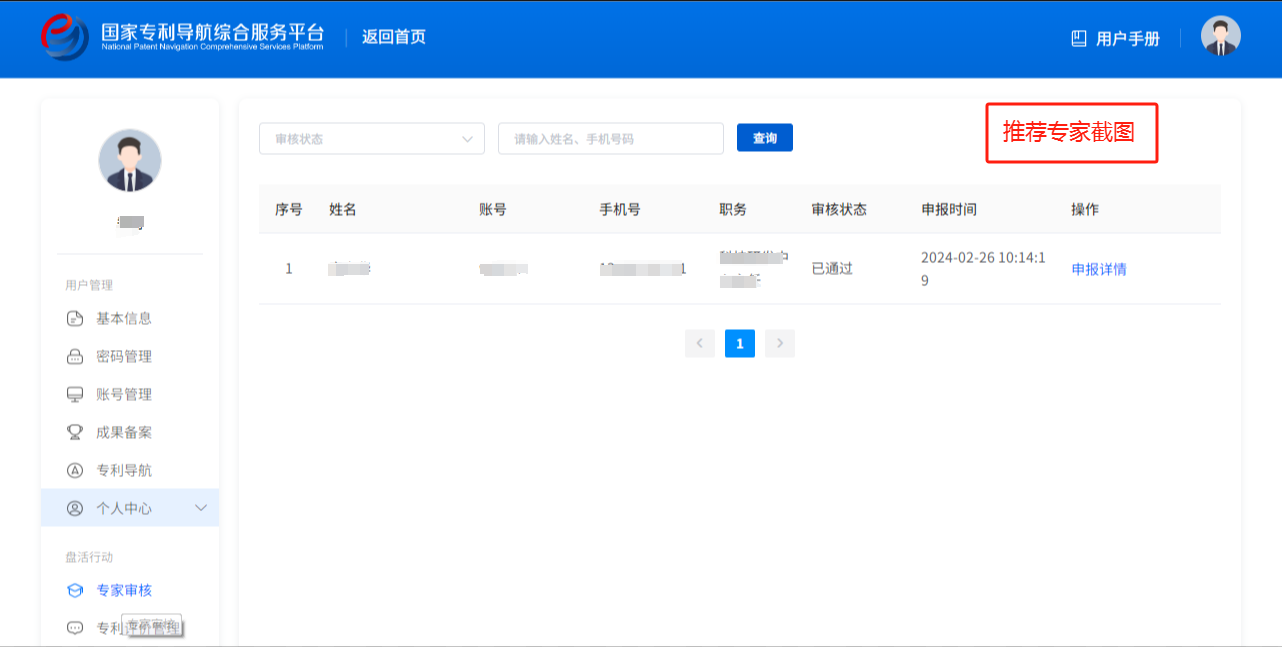 国家专利导航综合服务平台
National Patent Navigation Comprehensive Services Platform
返回首页
用户手册
推荐专家截图
审核状态
请输入姓名、手机号码
查询
序号 姓名 账号 手机号 职务 审核状态 申报时间 操作
1 已通过 2024-02-26 10:14:1
9
申报详情
1
用户管理
基本信息
密码管理
账号管理
成果备案
专利导航
个人中心
盘活行动
专家审核
专利评价管理